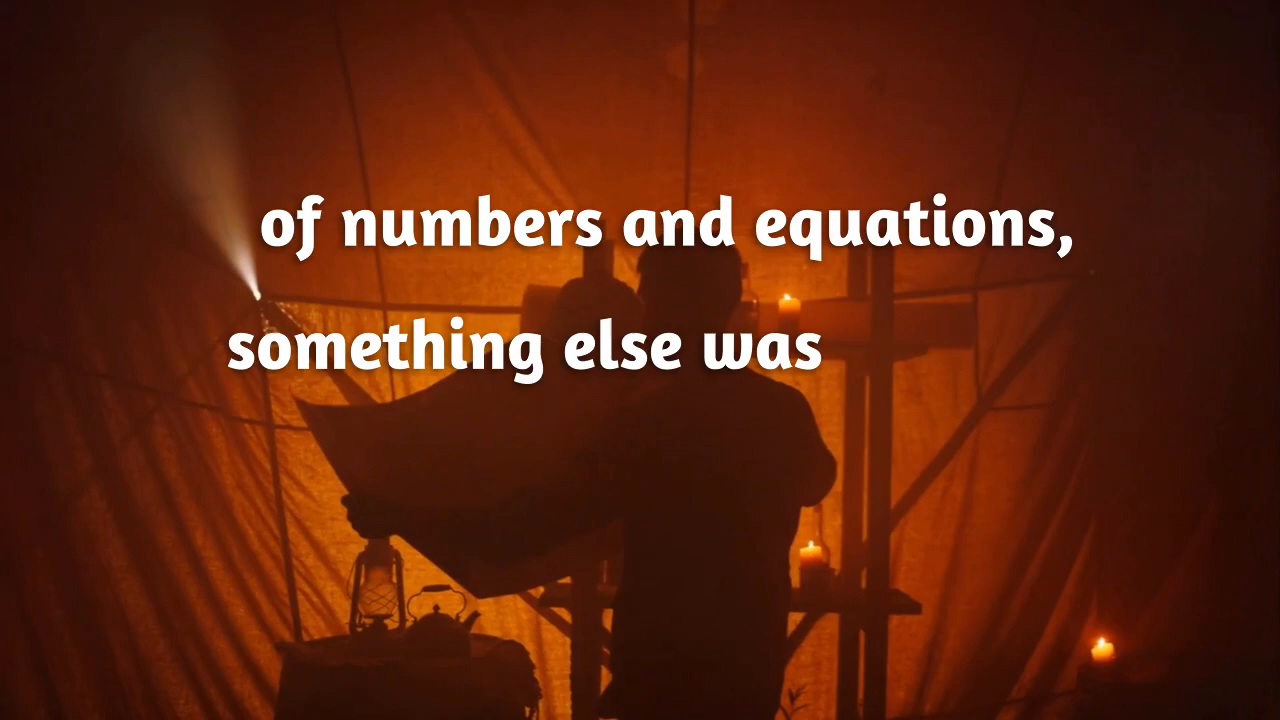 of numbers and equations,
something else was